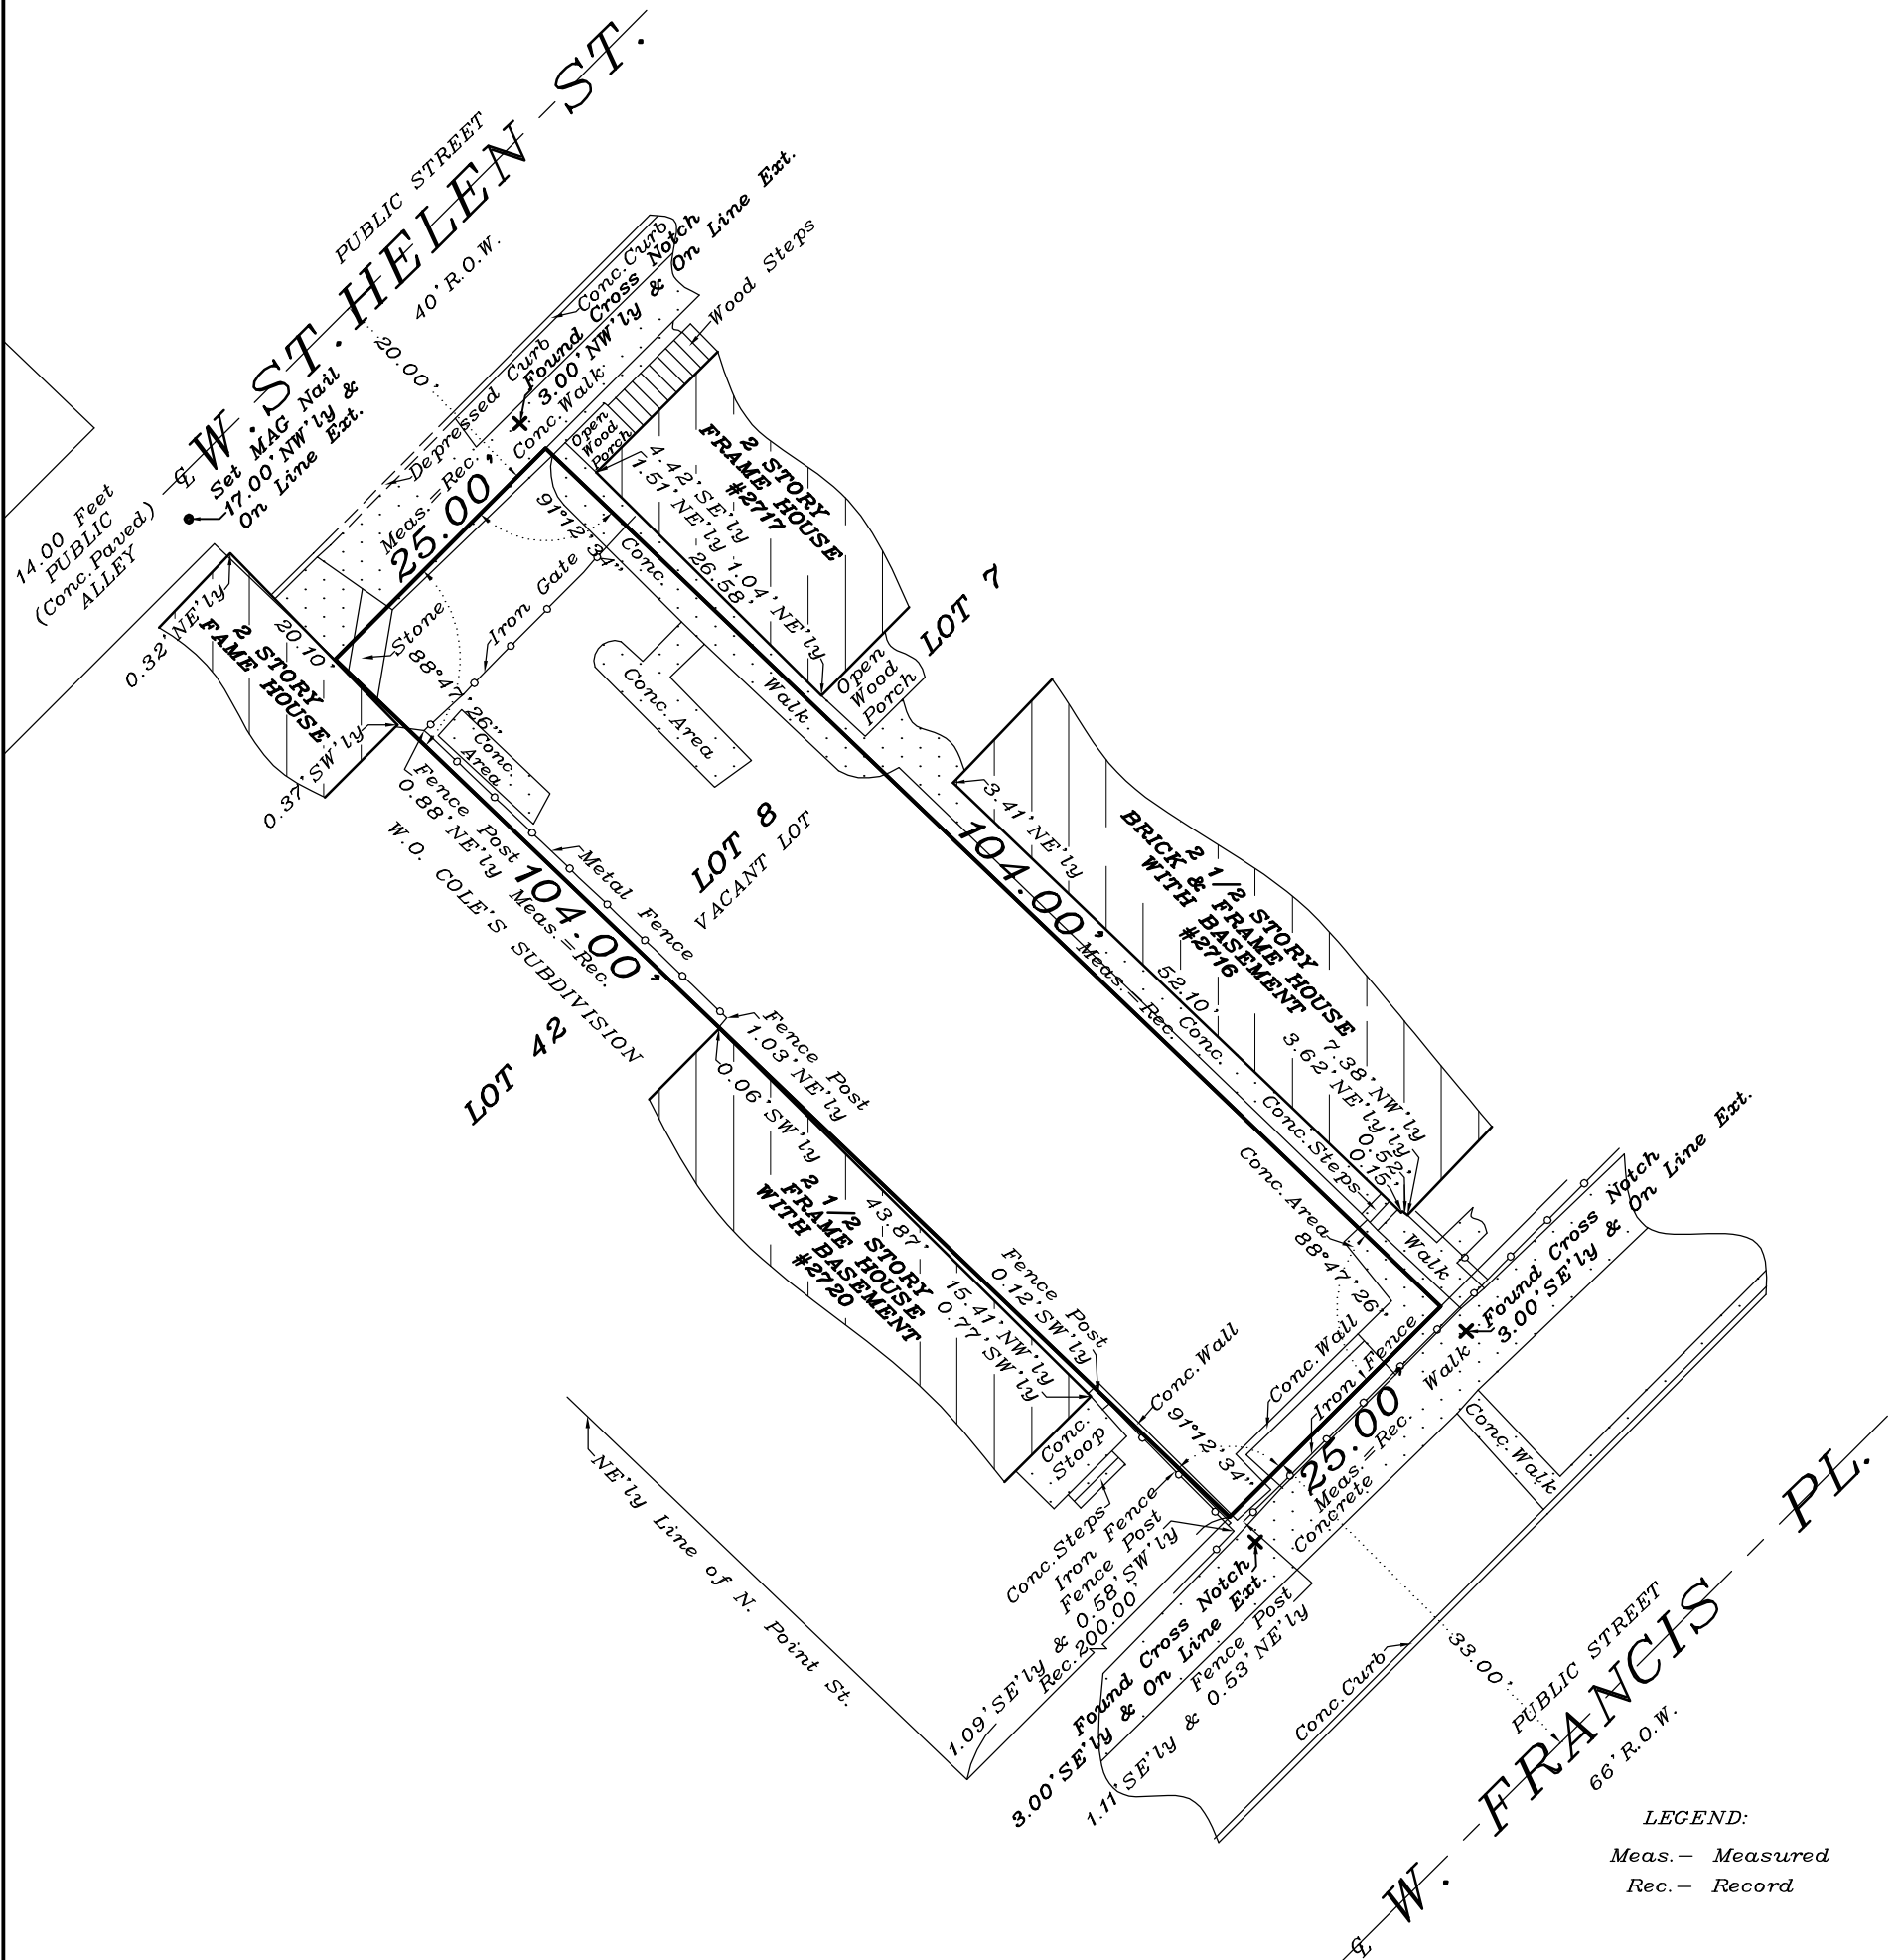 W. ST. HELEN ST.
PUBLIC STREET
40' R.O.W.
20.00'
Conc.Curb
Depressed Curb
Found Cross Notch
3.00'NW'ly & On Line Ext.
Conc.Walk
Wood Steps
Set MAG Nail
17.00'NW'ly &
On Line Ext.
14.00 Feet
PUBLIC
(Conc.Paved)
ALLEY
Meas.=Rec.
25.00'
Open
Wood
Porch
2 STORY
FRAME HOUSE
#2717
4.42'SE'ly
1.51'NE'ly
26.58'
1.04'NE'ly
Open
Wood
Porch
LOT 7
91°12'34"
Conc.
Walk
Iron Gate
Stone
88°47'26"
Conc.Area
Conc.
Area
0.32'NE'ly
20.10'
2 STORY
FAME HOUSE
0.37'SW'ly
Fence Post
0.88'NE'ly
Meas.=Rec.
104.00'
W.O. COLE'S SUBDIVISION
LOT 42
Metal Fence
LOT 8
VACANT LOT
Fence Post
1.03'NE'ly
0.06'SW'ly
104.00'
Meas.=Rec.
3.41'NE'ly
2 1/2 STORY
BRICK & FRAME HOUSE
WITH BASEMENT
#2716
52.10'
Conc.
7.38'NW'ly
3.62'NE'ly
0.52'
0.15'
Conc.Steps
Conc.
Conc.Area
88°47'26"
Walk
Found Cross Notch
3.00'SE'ly & On Line Ext.
2 1/2 STORY
FRAME HOUSE
WITH BASEMENT
#2720
43.87'
15.41'NW'ly
0.77'SW'ly
Fence Post
0.12'SW'ly
Conc.Wall
Conc.Wall
Iron Fence
25.00'
Meas.=Rec.
Concrete
Walk
Conc.Walk
91°12'34"
Conc.
Stoop
Conc.Steps
Iron Fence
Fence Post
1.09'SE'ly & 0.58'SW'ly
Rec.200.00'
NE'ly Line of N. Point St.
Found Cross Notch
3.00'SE'ly & On Line Ext.
Fence Post
1.11'SE'ly & 0.53'NE'ly
Conc.Curb
33.00'
PUBLIC STREET
W. FRANCIS PL.
66' R.O.W.
LEGEND:
Meas.- Measured
Rec.- Record